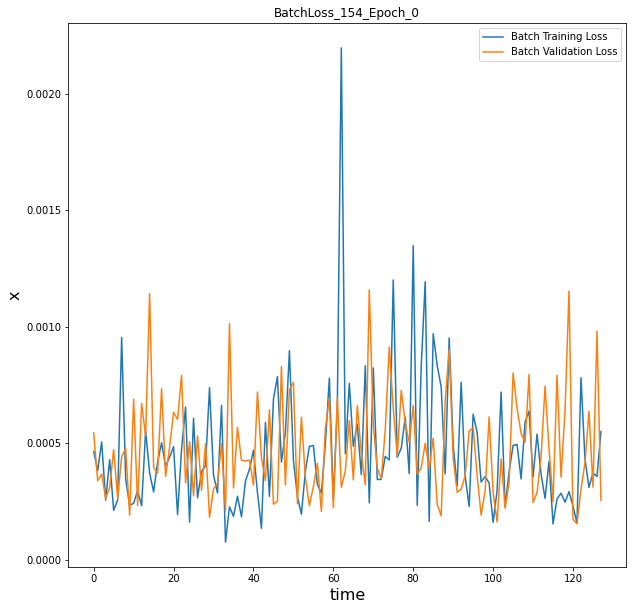 BatchLoss_154_Epoch_0
Batch Training Loss
Batch Validation Loss
0.0020
0.0015
x
0.0010
0.0005
0.0000
0 20 40 60 80 100 120
time